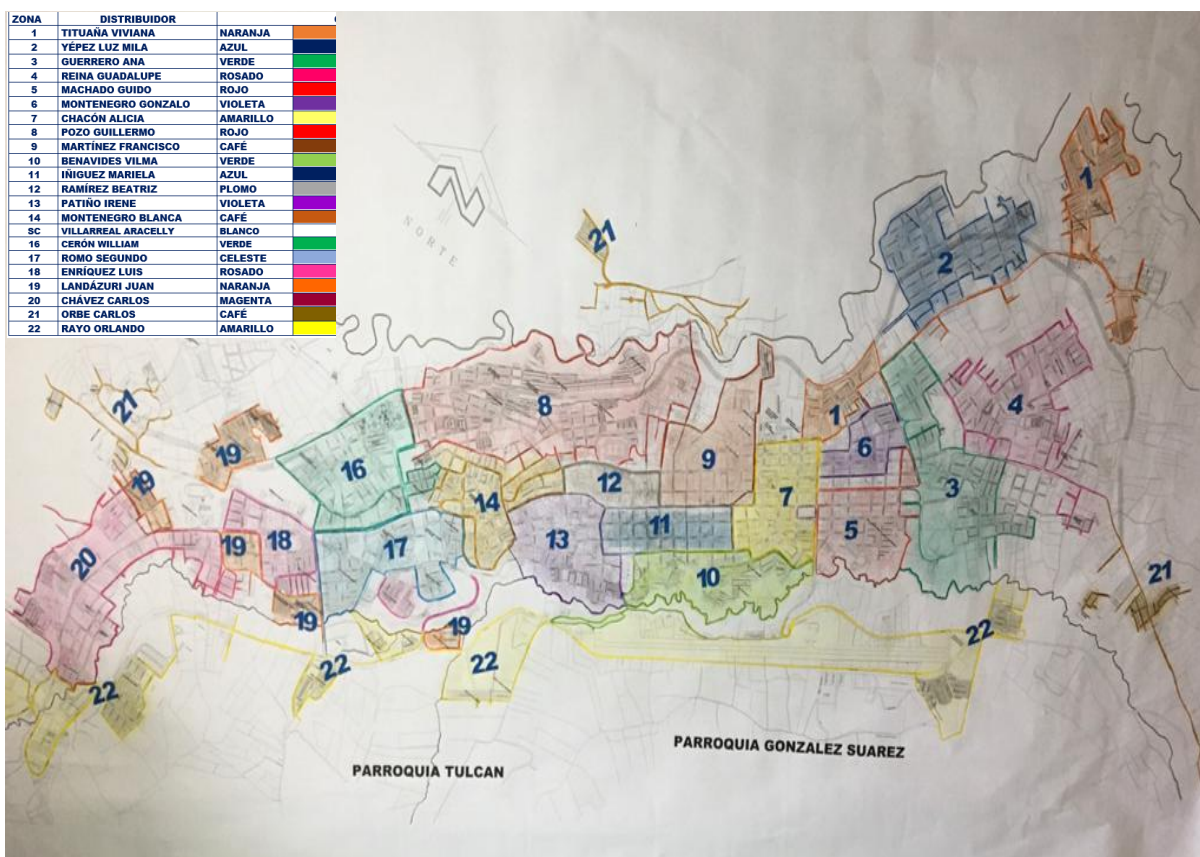 ZONA DISTRIBUIDOR
1 TITUAÑA VIVIANA NARANJA
2 YÉPEZ LUZ MILA AZUL
3 GUERRERO ANA VERDE
4 REINA GUADALUPE ROSADO
5 MACHADO GUIDO ROJO
6 MONTENEGRO GONZALO VIOLETA
7 CHACÓN ALICIA AMARILLO
8 POZO GUILLERMO ROJO
9 MARTÍNEZ FRANCISCO CAFÉ
10 BENAVIDES VILMA VERDE
11 IÑIGUEZ MARIELA AZUL
12 RAMÍREZ BEATRIZ PLOMO
13 PATIÑO IRENE VIOLETA
14 MONTENEGRO BLANCA CAFÉ
SC VILLARREAL ARACELLY BLANCO
16 CERÓN WILLIAM VERDE
17 ROMO SEGUNDO CELESTE
18 ENRÍQUEZ LUIS ROSADO
19 LANDÁZURI JUAN NARANJA
20 CHÁVEZ CARLOS MAGENTA
21 ORBE CARLOS CAFÉ
22 RAYO ORLANDO AMARILLO
NORTE
1
21
2
21
8
1
4
19
16
6
9
19
12
3
14
7
11
5
19
18
17
13
20
10
21
19
19
22
22
22
22
PARROQUIA GONZALEZ SUAREZ
PARROQUIA TULCAN